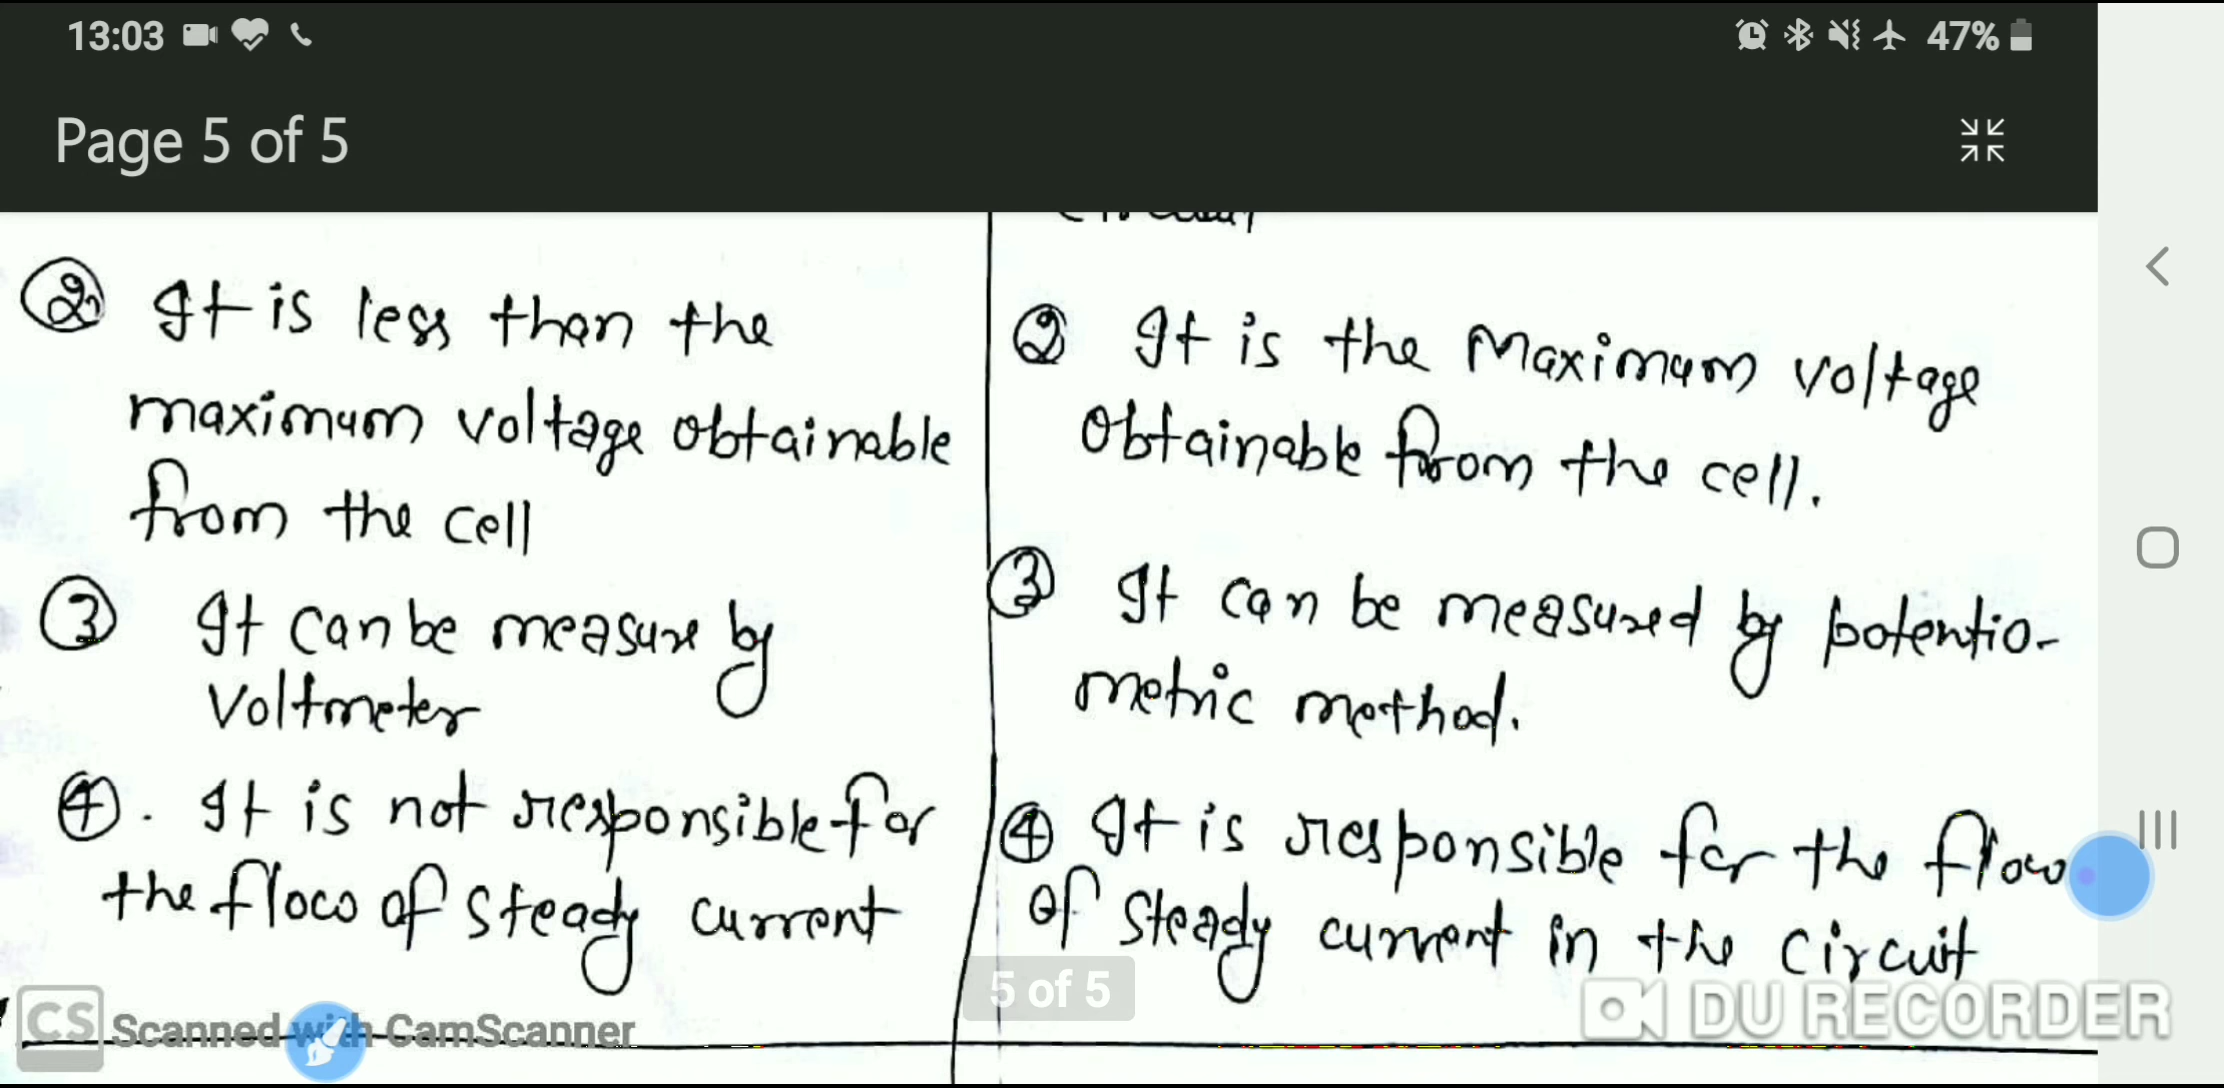 13:03
47%
Page 5 of 5
② It is less than the
maximum voltage obtainable
from the cell
③ It can be measure by
Voltmeter
④. It is not responsible for
the flow of steady current
② It is the Maximum voltage
Obtainable from the cell.
③ It can be measured by potentio-
metric method.
④ It is responsible for the flow
of steady current in the circuit
5 of 5
CS Scanned with CamScanner
DU RECORDER